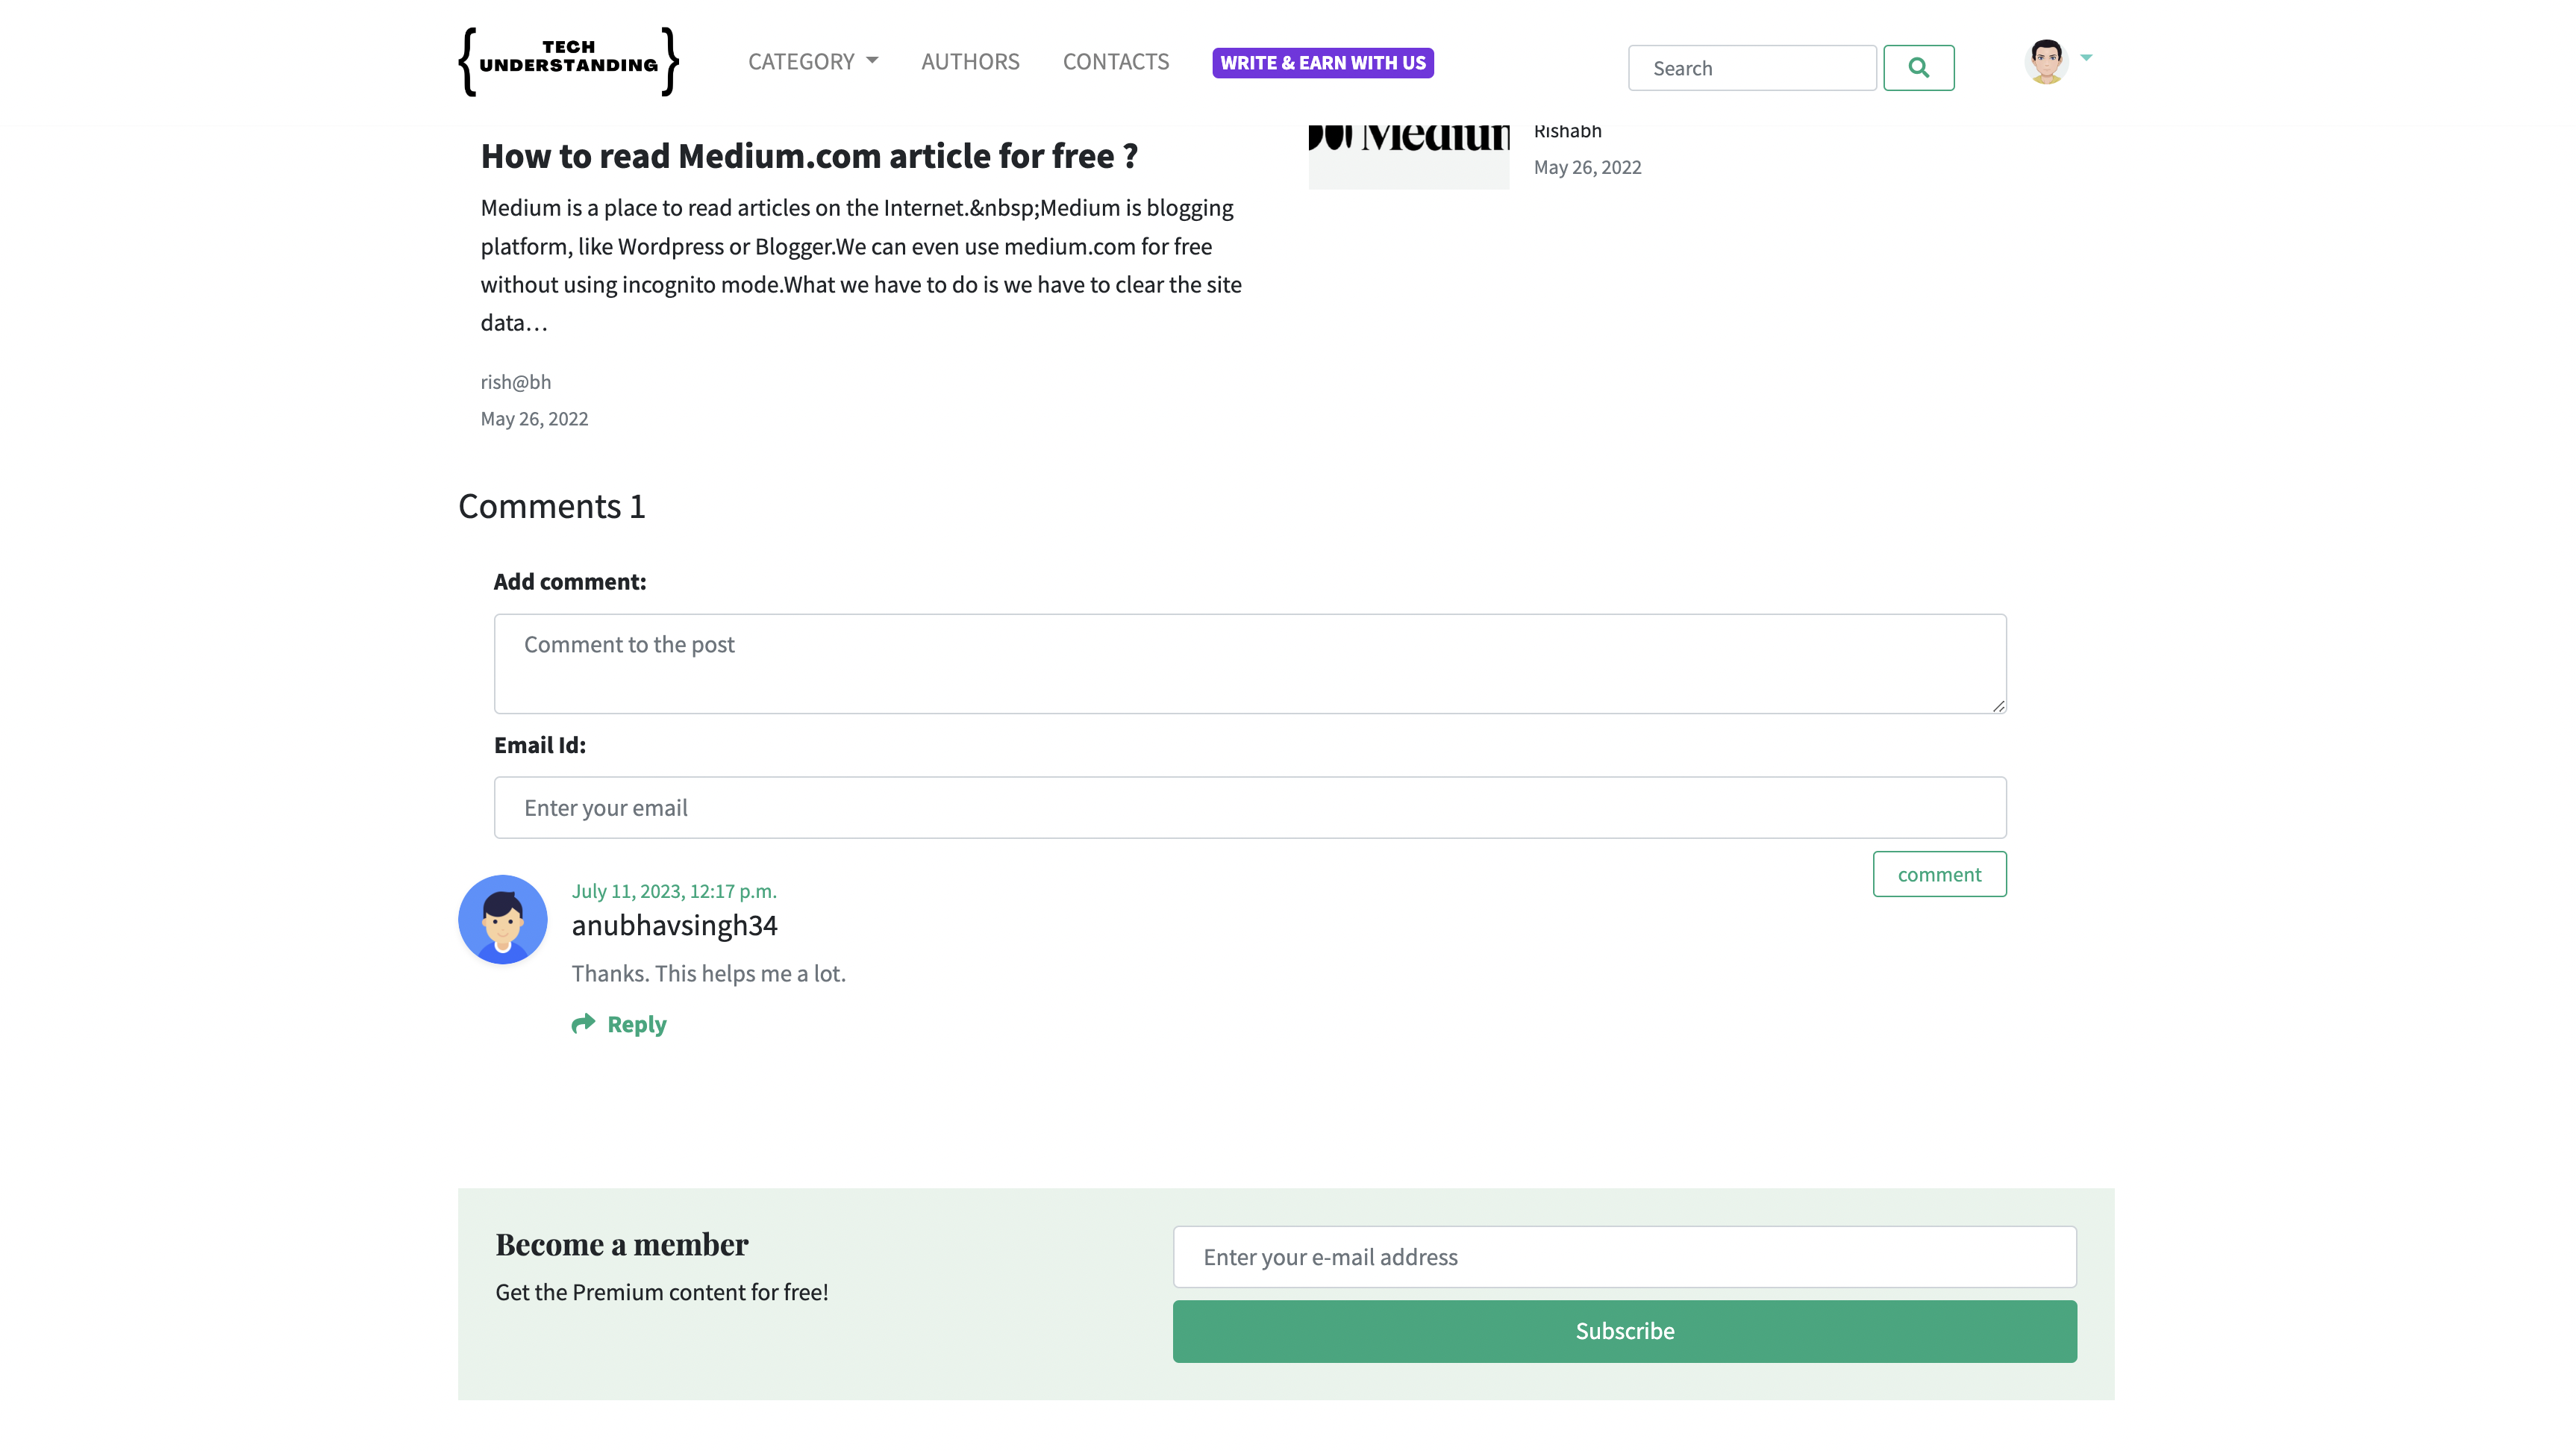 TECH
UNDERSTANDING
CATEGORY
AUTHORS
CONTACTS
WRITE & EARN WITH US
Search
How to read Medium.com article for free ?
Medium is a place to read articles on the Internet.&nbsp;Medium is blogging
platform, like Wordpress or Blogger.We can even use medium.com for free
without using incognito mode.What we have to do is we have to clear the site
data…
rish@bh
May 26, 2022
Medium
Rishabh
May 26, 2022
Comments 1
Add comment:
Comment to the post
Email Id:
Enter your email
comment
July 11, 2023, 12:17 p.m.
anubhavsingh34
Thanks. This helps me a lot.
Reply
Become a member
Get the Premium content for free!
Enter your e-mail address
Subscribe